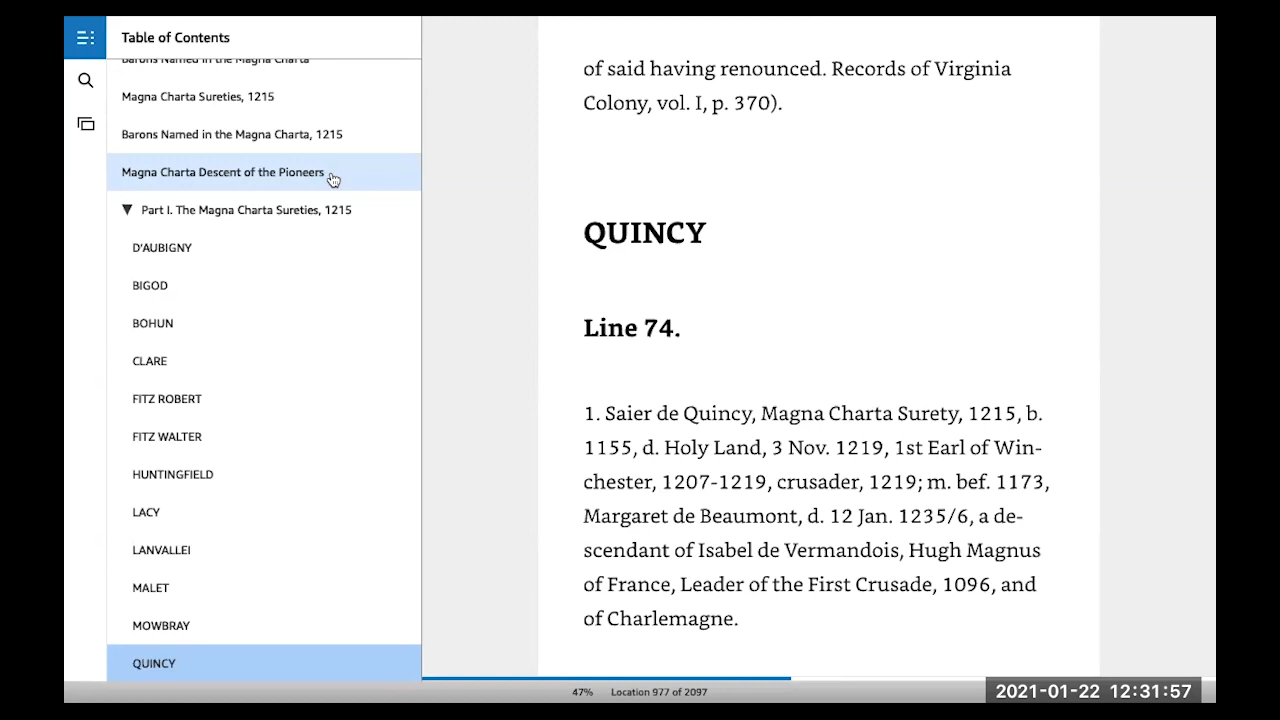 Table of Contents
Barons Named in the Magna Charta
Magna Charta Sureties, 1215
Barons Named in the Magna Charta, 1215
Magna Charta Descent of the Pioneers
Part I. The Magna Charta Sureties, 1215
D'AUBIGNY
BIGOD
BOHUN
CLARE
FITZ ROBERT
FITZ WALTER
HUNTINGFIELD
LACY
LANVALLEI
MALET
MOWBRAY
QUINCY
of said having renounced. Records of Virginia
Colony, vol. I, p. 370).
QUINCY
Line 74.
1. Saier de Quincy, Magna Charta Surety, 1215, b.
1155, d. Holy Land, 3 Nov. 1219, 1st Earl of Win-
chester, 1207-1219, crusader, 1219; m. bef. 1173,
Margaret de Beaumont, d. 12 Jan. 1235/6, a de-
scendant of Isabel de Vermandois, Hugh Magnus
of France, Leader of the First Crusade, 1096, and
of Charlemagne.
47% Location 977 of 2097
2021-01-22 12:31:57